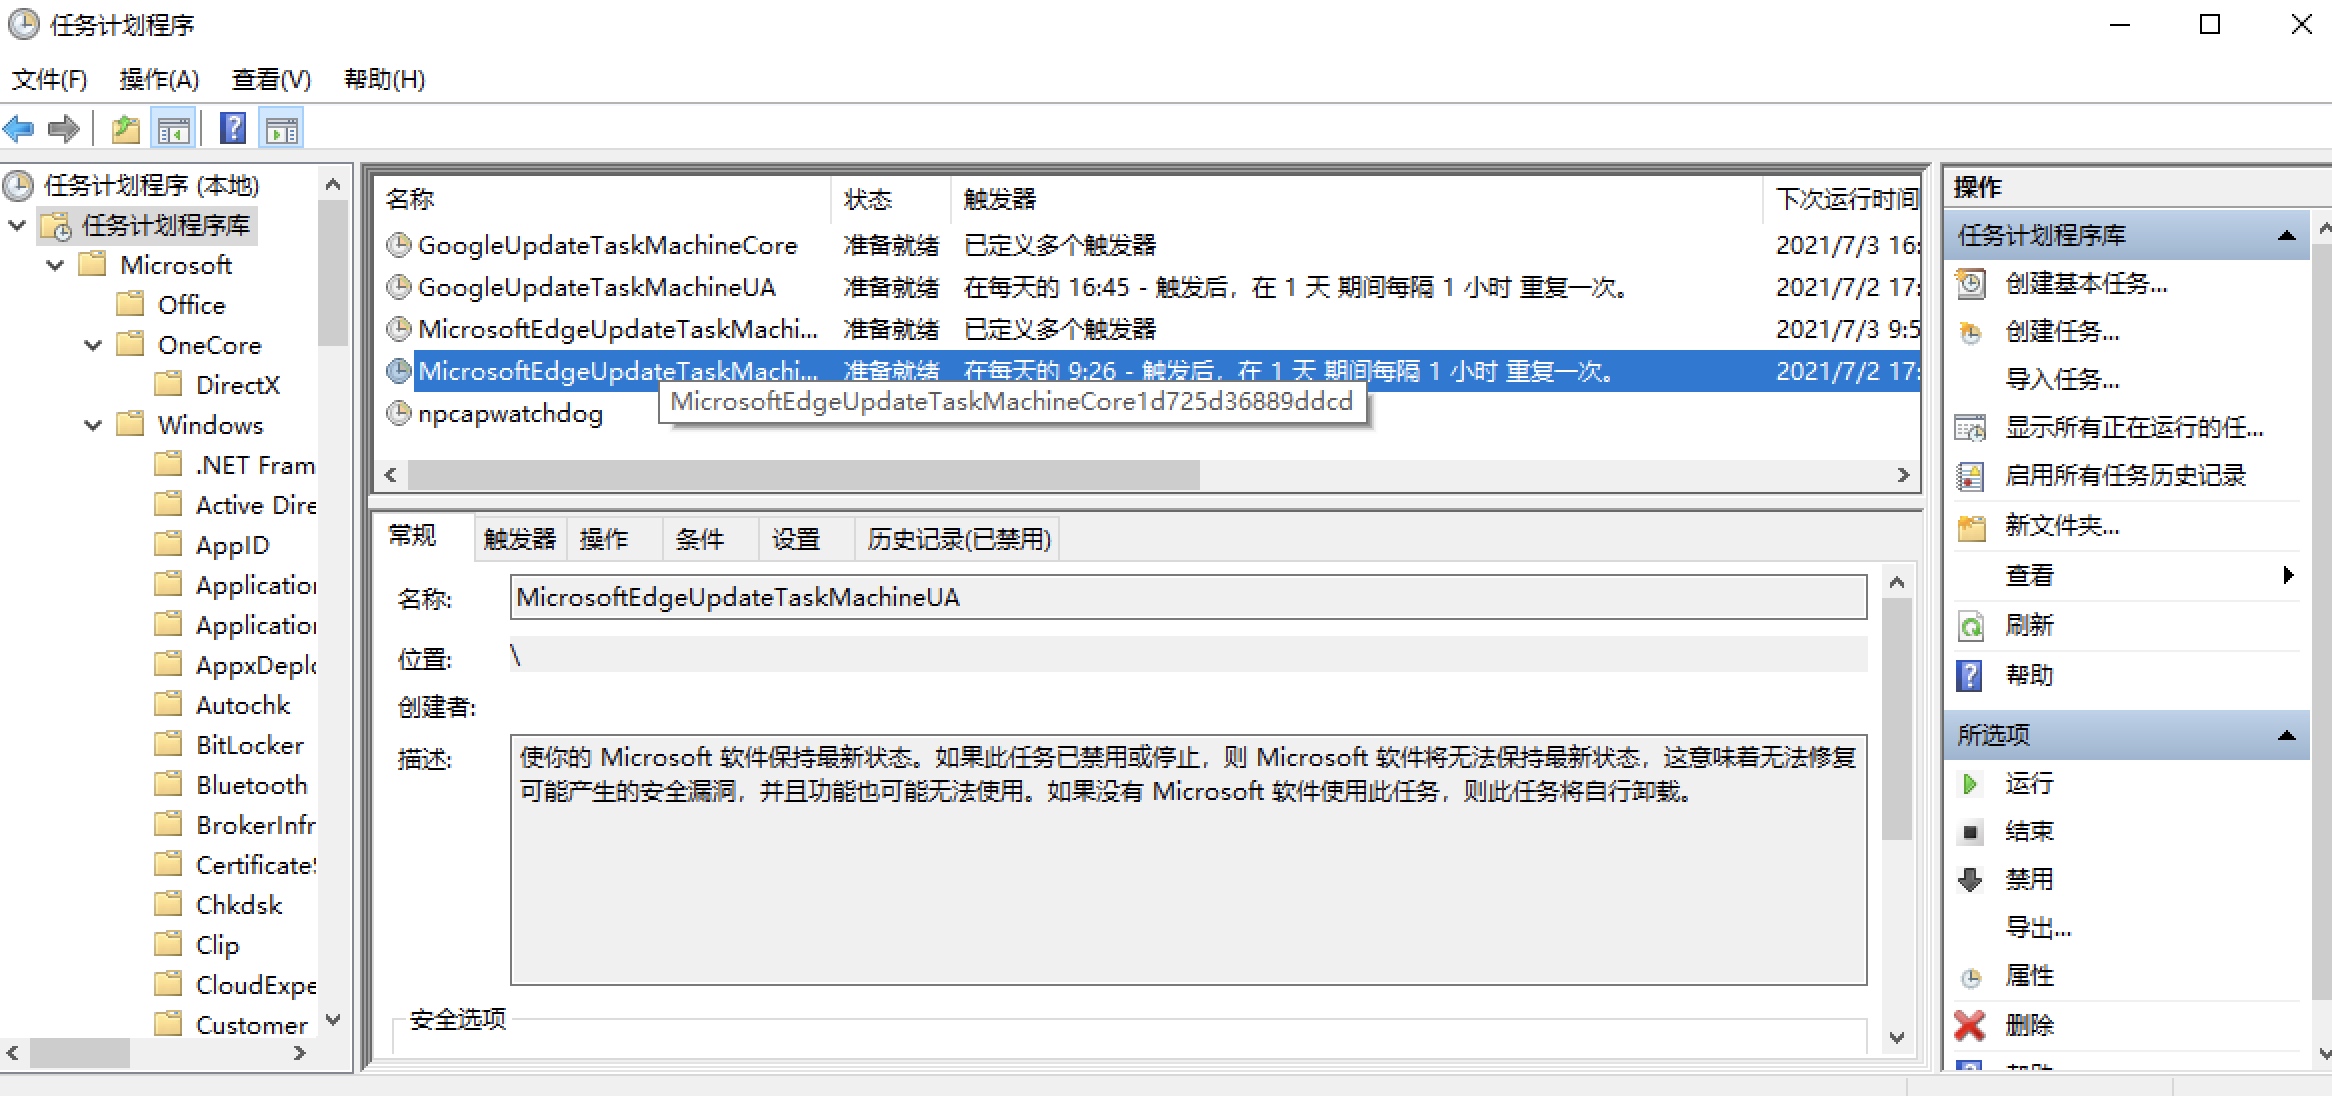 任务计划程序
文件(F) 操作(A) 查看(V) 帮助(H)
任务计划程序 (本地)
任务计划程序库
Microsoft
Office
OneCore
DirectX
Windows
.NET Fram
Active Dire
AppID
Application
Application
AppxDeplo
Autochk
BitLocker
Bluetooth
BrokerInfr
CertificateS
Chkdsk
Clip
CloudExpe
Customer
名称 状态 触发器 下次运行时间
GoogleUpdateTaskMachineCore 准备就绪 已定义多个触发器 2021/7/3 16:
GoogleUpdateTaskMachineUA 准备就绪 在每天的 16:45 - 触发后，在 1 天 期间每隔 1 小时 重复一次。 2021/7/2 17:
MicrosoftEdgeUpdateTaskMachi... 准备就绪 已定义多个触发器 2021/7/3 9:5
MicrosoftEdgeUpdateTaskMachi... 准备就绪 在每天的 9:26 - 触发后，在 1 天 期间每隔 1 小时 重复一次。 2021/7/2 17:
MicrosoftEdgeUpdateTaskMachineCore1d725d36889ddcd
npcapwatchdog
常规 触发器 操作 条件 设置 历史记录(已禁用)
名称: MicrosoftEdgeUpdateTaskMachineUA
位置: \
创建者:
描述: 使你的 Microsoft 软件保持最新状态。如果此任务已禁用或停止，则 Microsoft 软件将无法保持最新状态，这意味着无法修复
可能产生的安全漏洞，并且功能也可能无法使用。如果没有 Microsoft 软件使用此任务，则此任务将自行卸载。
安全选项
操作
任务计划程序库
创建基本任务...
创建任务...
导入任务...
显示所有正在运行的任...
启用所有任务历史记录
新文件夹...
查看
刷新
帮助
所选项
运行
结束
禁用
导出...
属性
删除